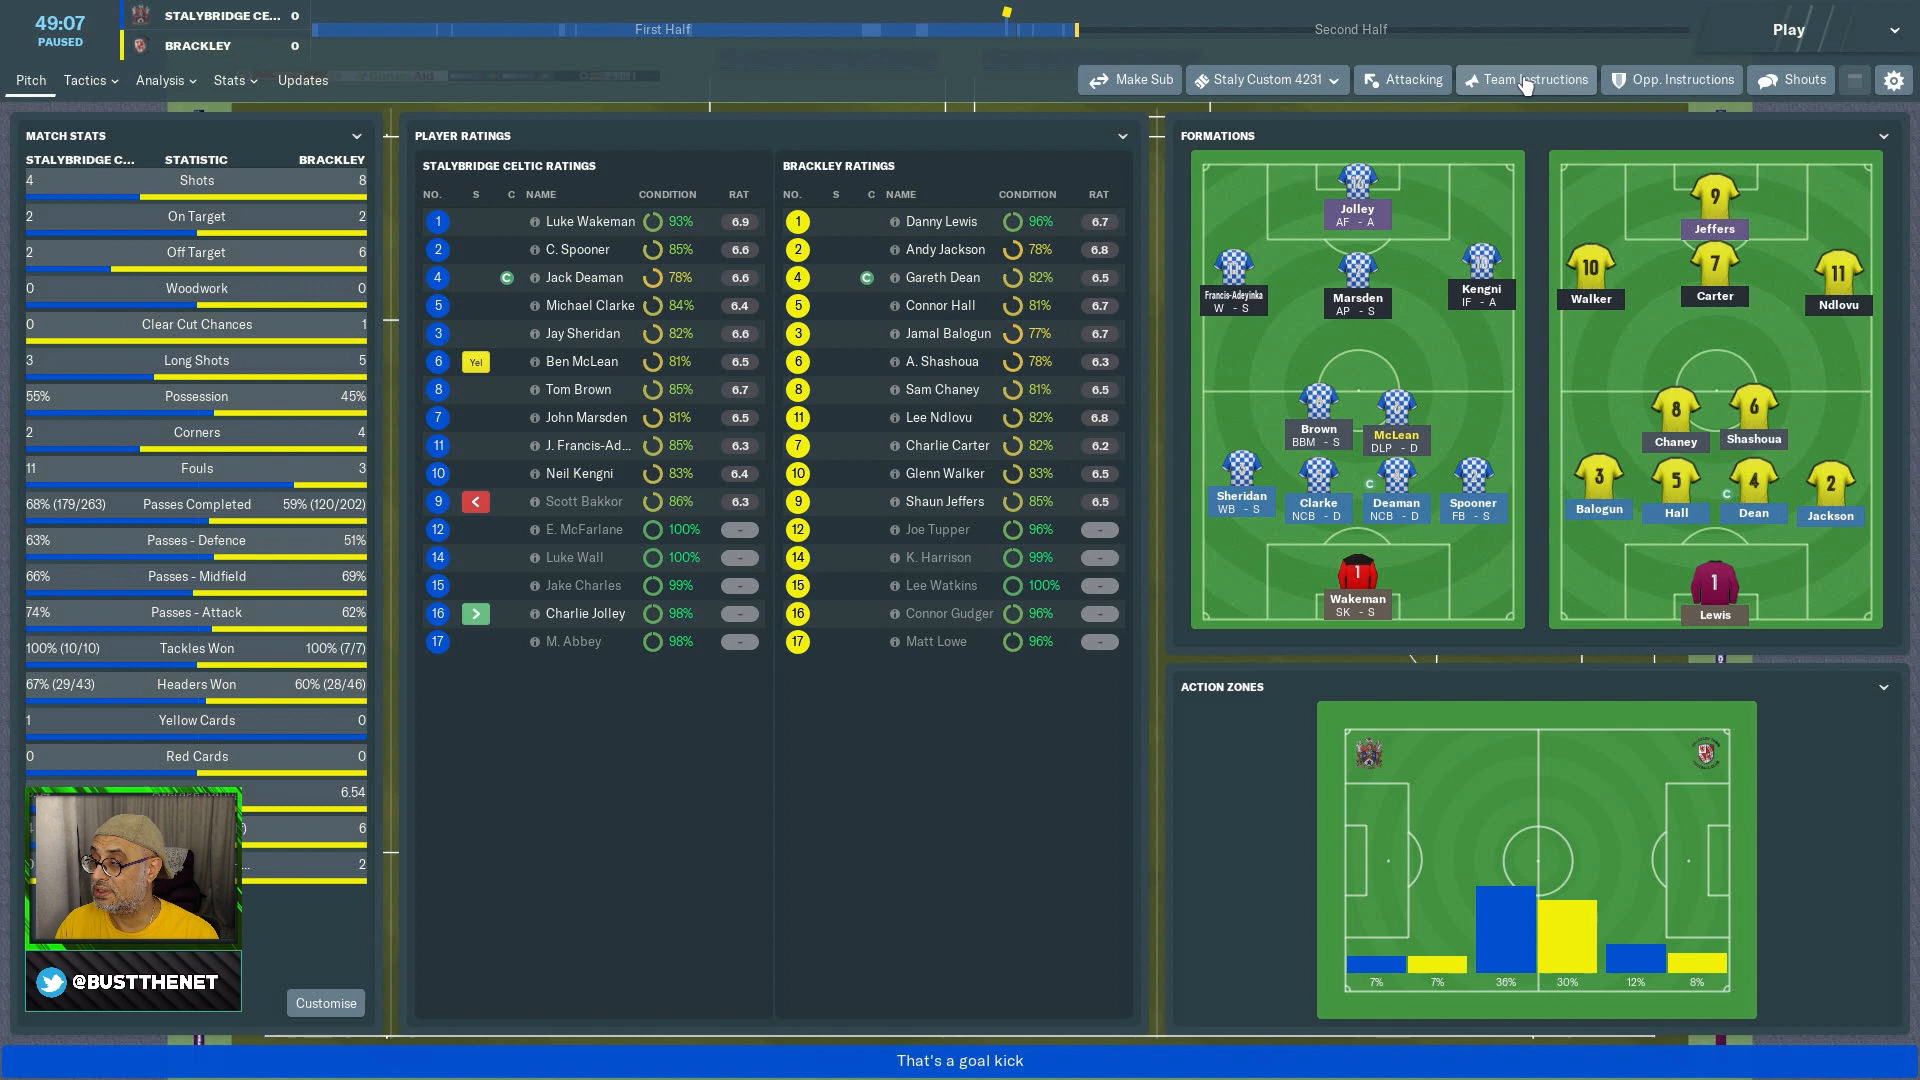 49:07
PAUSED
STALYBRIDGE CE... 0
BRACKLEY 0
First Half
Second Half
Play
Pitch
Tactics
Analysis
Stats
Updates
Make Sub
Staly Custom 4231
Attacking
Team Instructions
Opp. Instructions
Shouts
MATCH STATS
STALYBRIDGE C... STATISTIC BRACKLEY
4 Shots 8
2 On Target 2
2 Off Target 6
0 Woodwork 0
0 Clear Cut Chances 1
3 Long Shots 5
55% Possession 45%
2 Corners 4
11 Fouls 3
68% (179/263) Passes Completed 59% (120/202)
63% Passes - Defence 51%
66% Passes - Midfield 69%
74% Passes - Attack 62%
100% (10/10) Tackles Won 100% (7/7)
67% (29/43) Headers Won 60% (28/46)
1 Yellow Cards 0
0 Red Cards 0
6.54
6
2
@BUSTTHENET
Customise
PLAYER RATINGS
STALYBRIDGE CELTIC RATINGS
NO. S C NAME CONDITION RAT
1 Luke Wakeman 93% 6.9
2 C. Spooner 85% 6.6
4 C Jack Deaman 78% 6.6
5 Michael Clarke 84% 6.4
3 Jay Sheridan 82% 6.6
6 Yel Ben McLean 81% 6.5
8 Tom Brown 85% 6.7
7 John Marsden 81% 6.5
11 J. Francis-Ad... 85% 6.3
10 Neil Kengni 83% 6.4
9 Scott Bakkor 86% 6.3
12 E. McFarlane 100% -
14 Luke Wall 100% -
15 Jake Charles 99% -
16 Charlie Jolley 98% -
17 M. Abbey 98% -
BRACKLEY RATINGS
NO. S C NAME CONDITION RAT
1 Danny Lewis 96% 6.7
2 Andy Jackson 78% 6.8
4 C Gareth Dean 82% 6.5
5 Connor Hall 81% 6.7
3 Jamal Balogun 77% 6.7
6 A. Shashoua 78% 6.3
8 Sam Chaney 81% 6.5
11 Lee Ndlovu 82% 6.8
7 Charlie Carter 82% 6.2
10 Glenn Walker 83% 6.5
9 Shaun Jeffers 85% 6.5
12 Joe Tupper 96% -
14 K. Harrison 99% -
15 Lee Watkins 100% -
16 Connor Gudger 96% -
17 Matt Lowe 96% -
FORMATIONS
Jolley
AF - A
Francis-Adeyinka
W - S
Marsden
AP - S
Kengni
IF - A
Brown
BBM - S
McLean
DLP - D
Sheridan
WB - S
Clarke
NCB - D
C
Deaman
NCB - D
Spooner
FB - S
1
Wakeman
SK - S
9
Jeffers
10
Walker
7
Carter
11
Ndlovu
8
Chaney
6
Shashoua
3
Balogun
5
Hall
C
4
Dean
2
Jackson
1
Lewis
ACTION ZONES
7% 7% 36% 30% 12% 8%
That's a goal kick